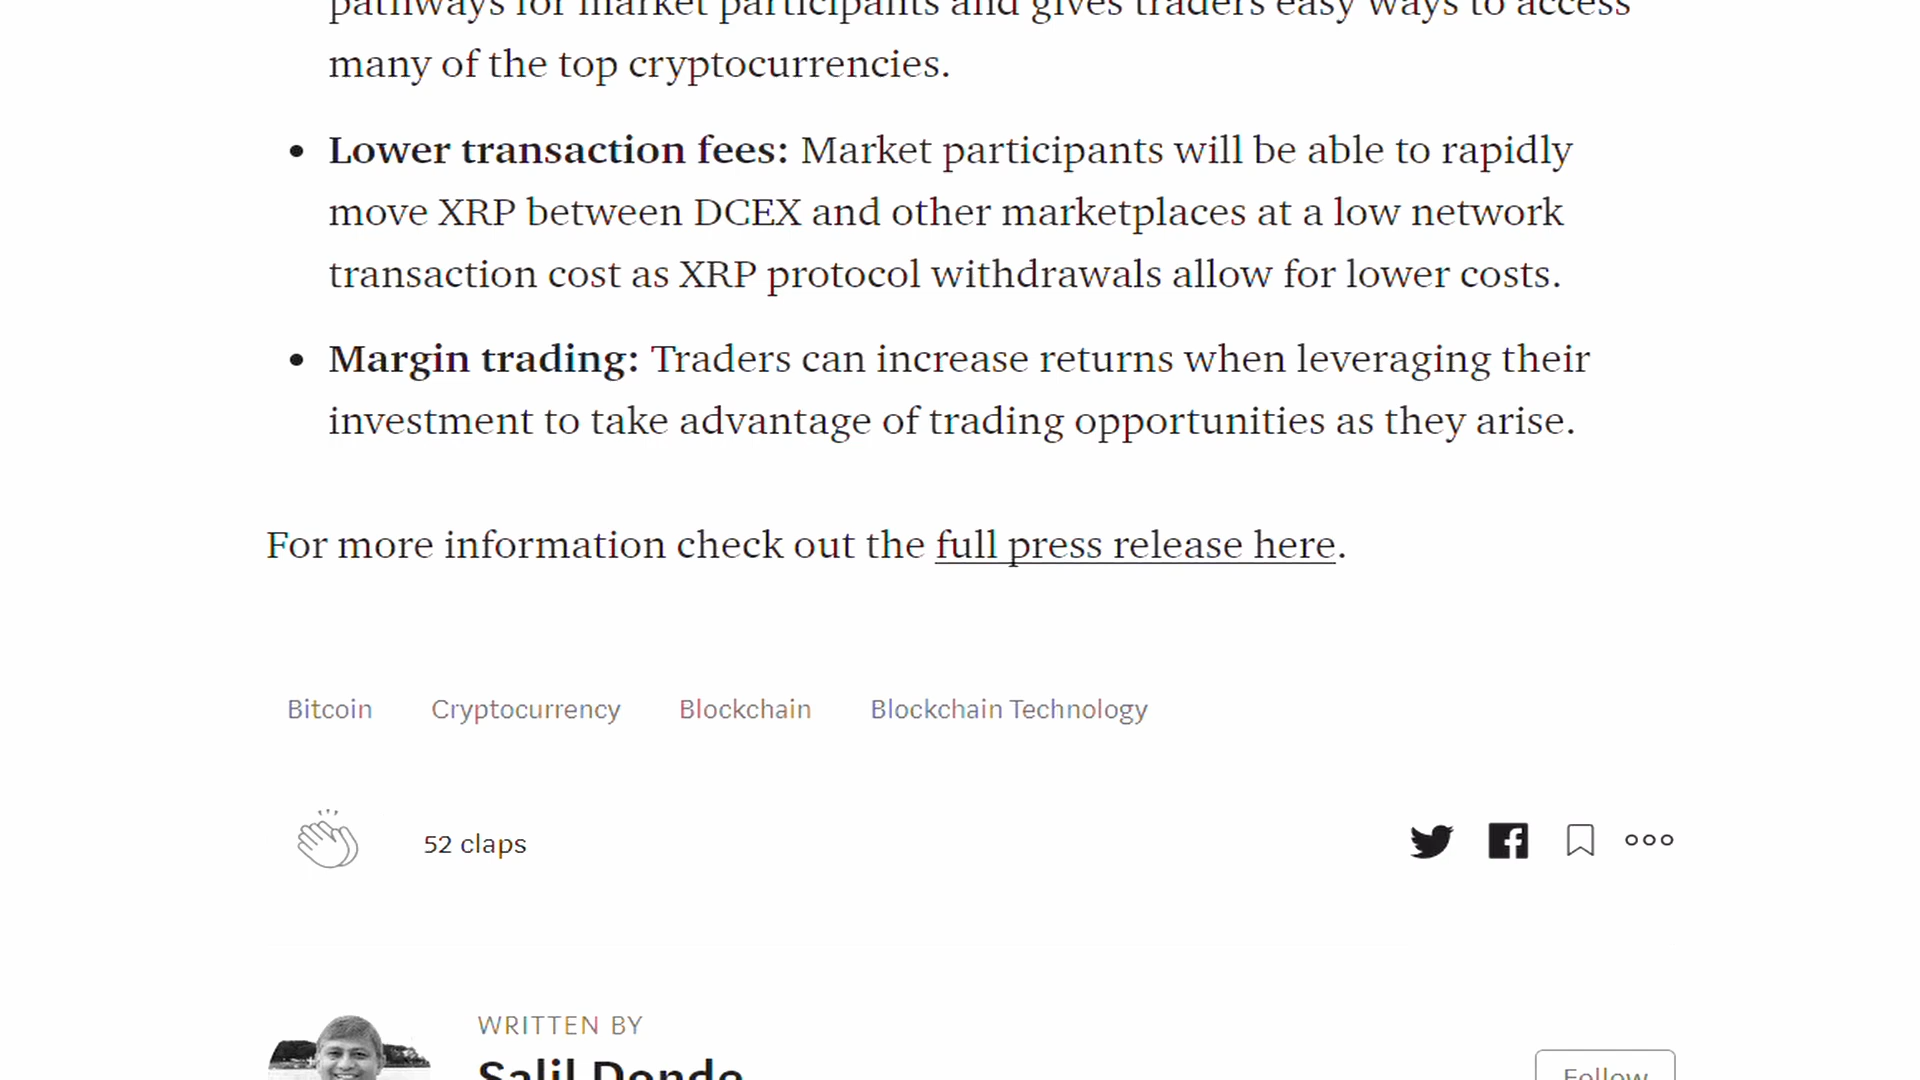 pathways for market participants and gives traders easy ways to access
many of the top cryptocurrencies.
• Lower transaction fees: Market participants will be able to rapidly
move XRP between DCEX and other marketplaces at a low network
transaction cost as XRP protocol withdrawals allow for lower costs.
• Margin trading: Traders can increase returns when leveraging their
investment to take advantage of trading opportunities as they arise.
For more information check out the full press release here.
Bitcoin Cryptocurrency Blockchain Blockchain Technology
52 claps
WRITTEN BY
Salil Donde
Follow